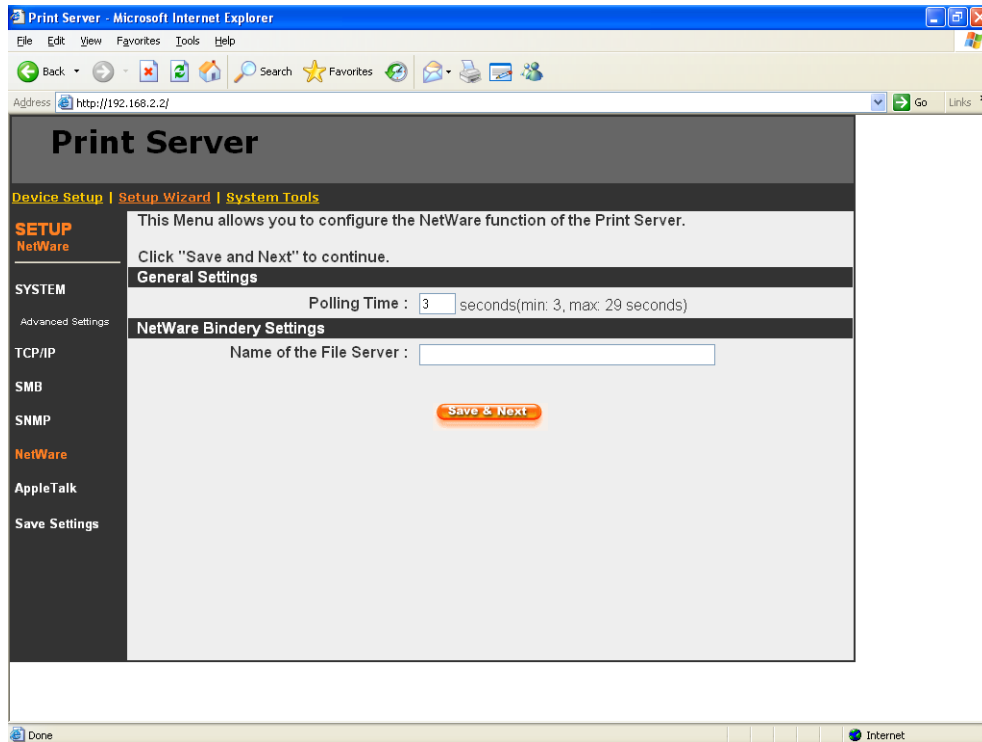 Print Server - Microsoft Internet Explorer
File Edit View Favorites Tools Help
Back Search Favorites
Address http://192.168.2.2/ Go Links
Print Server
Device Setup | Setup Wizard | System Tools
SETUP
NetWare
SYSTEM
Advanced Settings
TCP/IP
SMB
SNMP
NetWare
AppleTalk
Save Settings
This Menu allows you to configure the NetWare function of the Print Server.
Click "Save and Next" to continue.
General Settings
Polling Time : 3 seconds(min: 3, max: 29 seconds)
NetWare Bindery Settings
Name of the File Server :
Save & Next
Done Internet